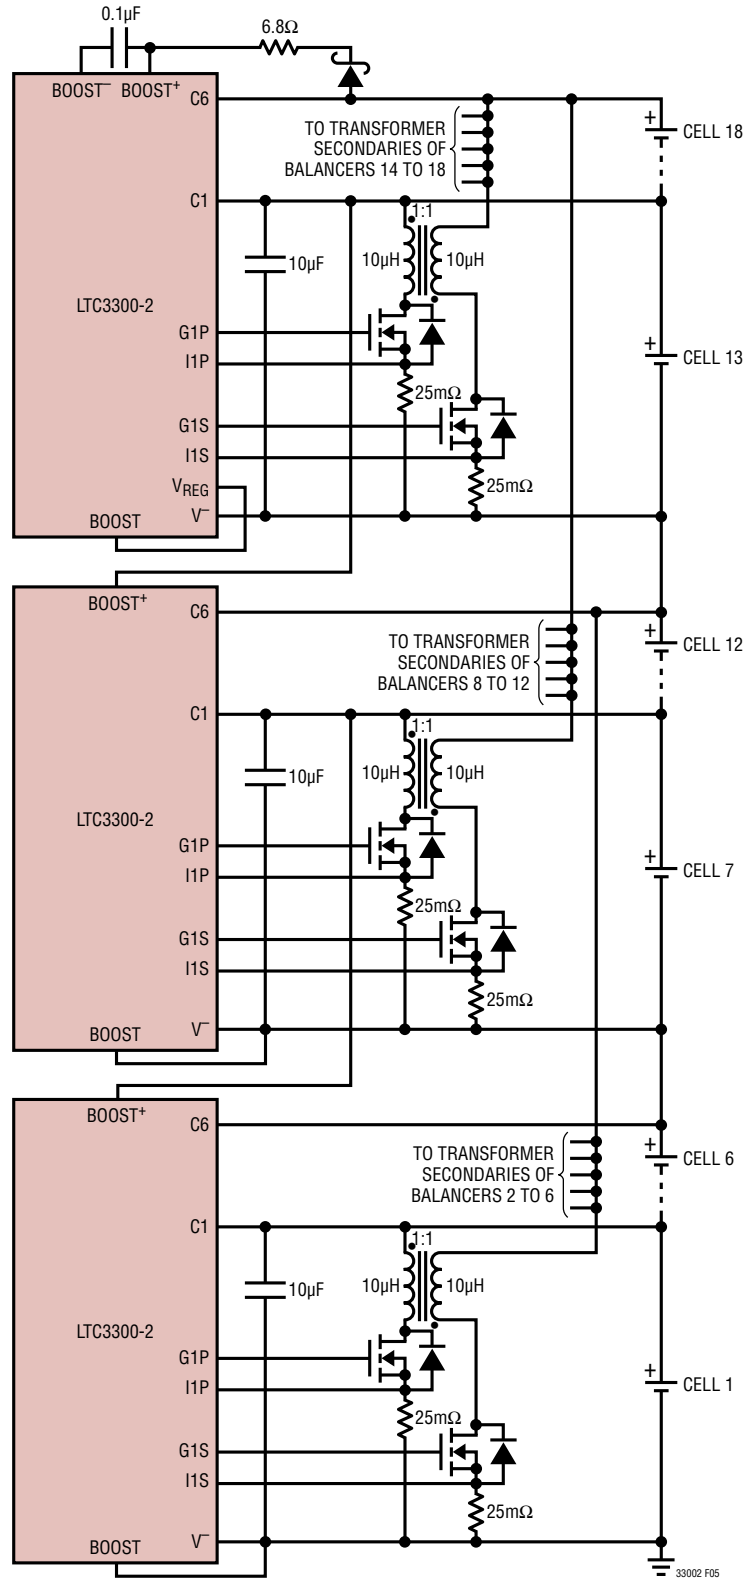 0.1µF
6.8Ω
BOOST–
BOOST+
C6
CELL 18
TO TRANSFORMER
SECONDARIES OF
BALANCERS 14 TO 18
C1
1:1
10µF
10µH
10µH
LTC3300-2
G1P
CELL 13
I1P
25mΩ
G1S
I1S
25mΩ
VREG
V–
BOOST
BOOST+
C6
CELL 12
TO TRANSFORMER
SECONDARIES OF
BALANCERS 8 TO 12
C1
1:1
10µF
10µH
10µH
LTC3300-2
G1P
CELL 7
I1P
25mΩ
G1S
I1S
25mΩ
V–
BOOST
BOOST+
C6
CELL 6
TO TRANSFORMER
SECONDARIES OF
BALANCERS 2 TO 6
C1
1:1
10µF
10µH
10µH
LTC3300-2
G1P
CELL 1
I1P
25mΩ
G1S
I1S
25mΩ
V–
BOOST
33002 F05